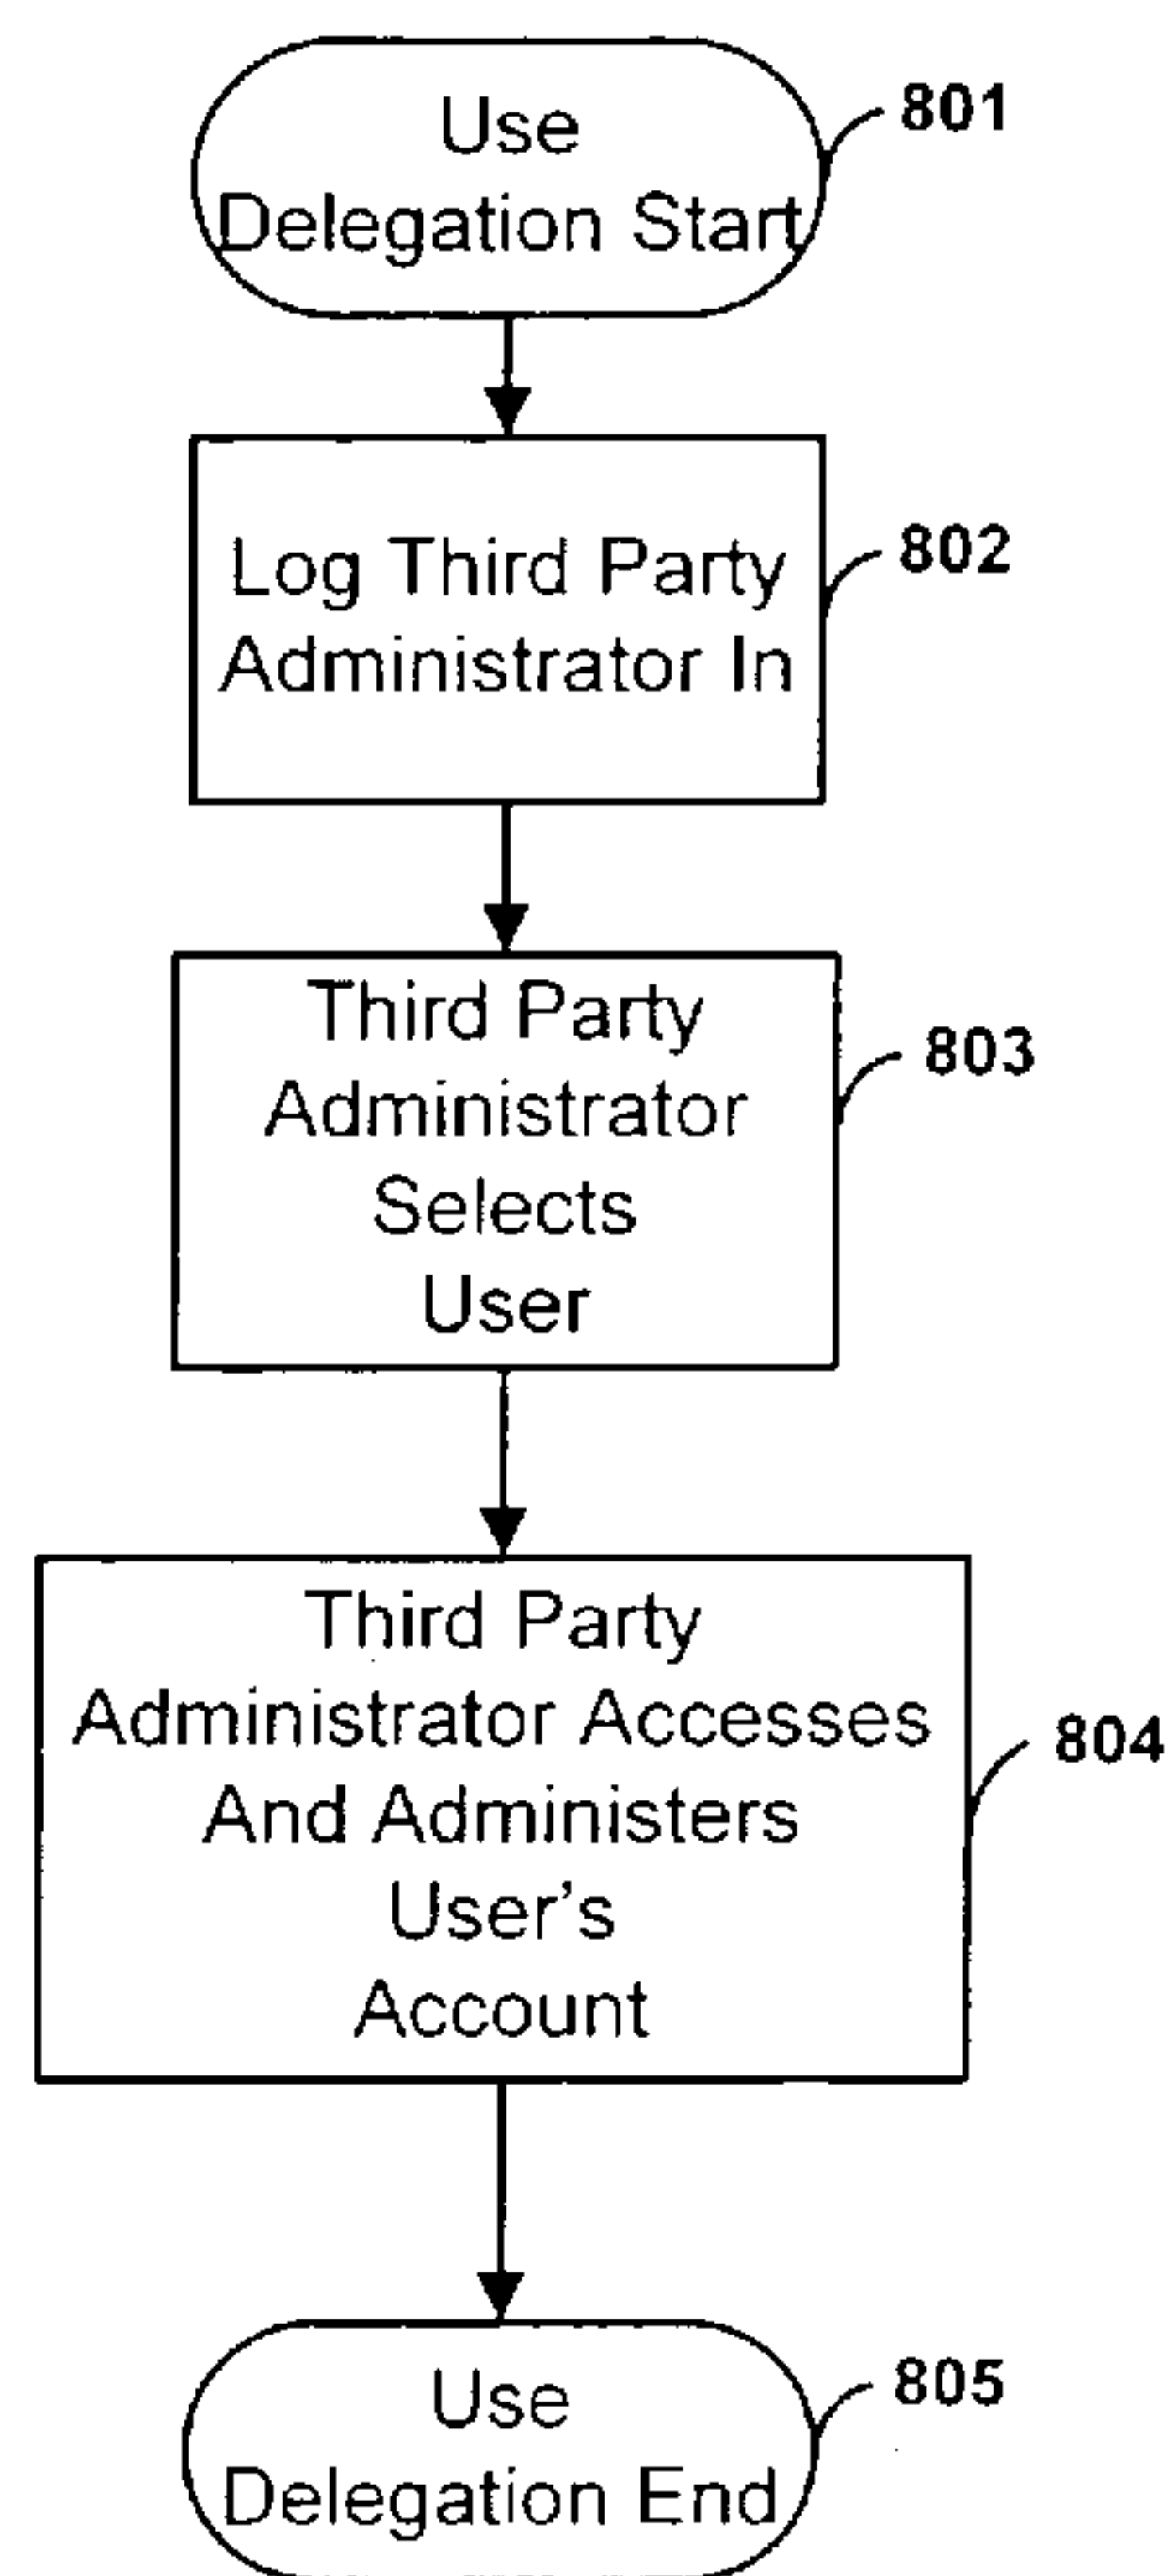 Use
Delegation Start
801
Log Third Party
Administrator In
802
Third Party
Administrator
Selects
User
803
Third Party
Administrator Accesses
And Administers
User's
Account
804
Use
Delegation End
805